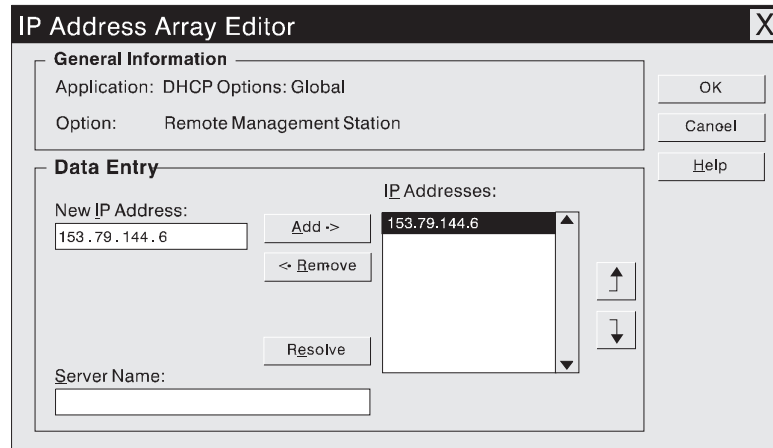 IP Address Array Editor X
General Information
Application: DHCP Options: Global
Option: Remote Management Station
OK
Cancel
Help
Data Entry
New IP Address:
153.79.144.6
Add ->
<- Remove
Resolve
IP Addresses:
153.79.144.6
Server Name: